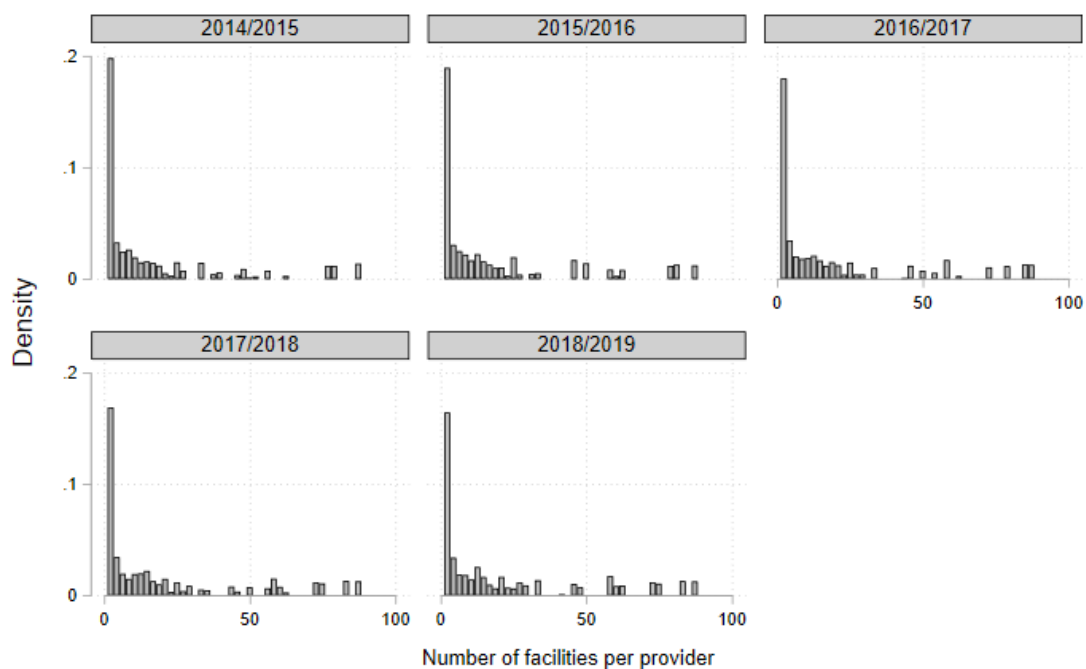 2014/2015 2015/2016 2016/2017
.2
.1
0
0 50 100
2017/2018 2018/2019
.2
.1
0
0 50 100 0 50 100
Density
Number of facilities per provider